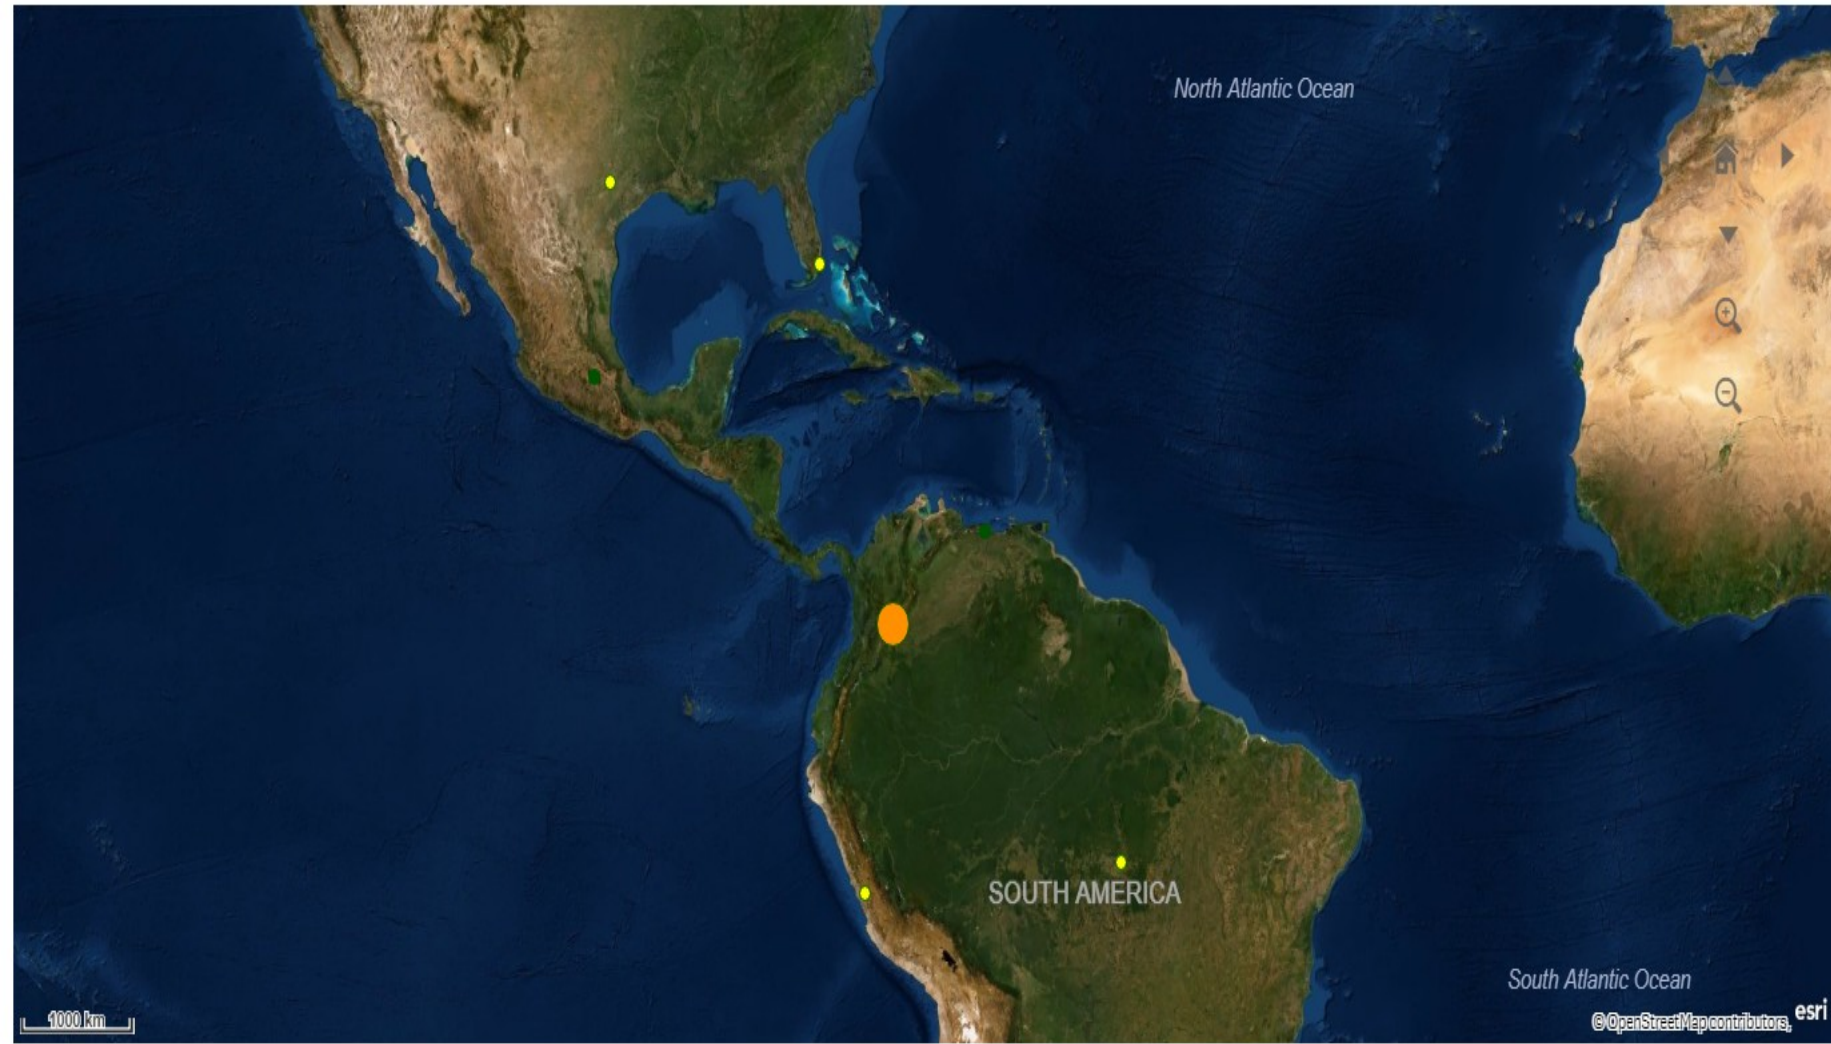 North Atlantic Ocean
SOUTH AMERICA
South Atlantic Ocean
1000 km
© OpenStreetMap contributors,
esri